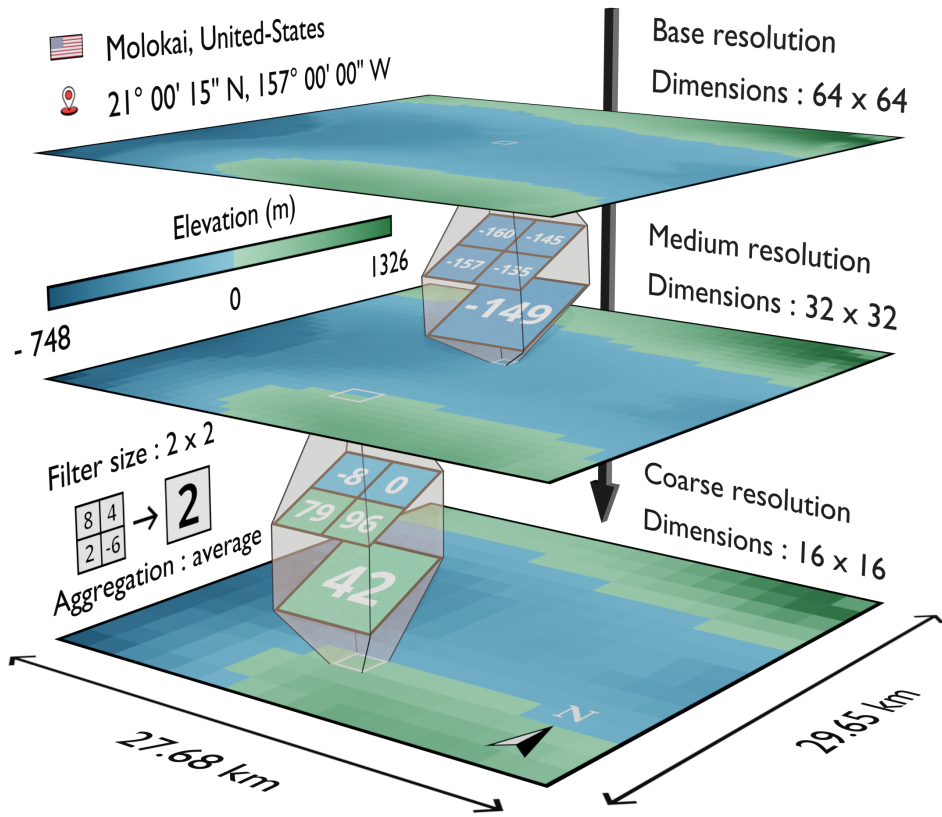 Molokai, United-States
21° 00' 15" N, 157° 00' 00" W
Base resolution
Dimensions : 64 x 64
Elevation (m)
- 748
0
1326
-160
-145
-157
-135
-149
Medium resolution
Dimensions : 32 x 32
Filter size : 2 x 2
8 4
2 -6
2
Aggregation : average
-8 0
79 96
42
Coarse resolution
Dimensions : 16 x 16
N
27.68 km
29.65 km